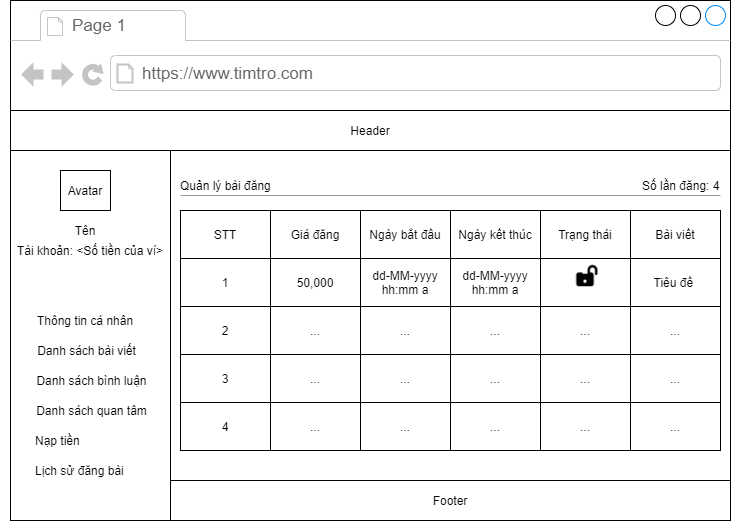 Page 1
https://www.timtro.com
Header
Avatar
Tên
Tài khoản: <Số tiền của ví>
Thông tin cá nhân
Danh sách bài viết
Danh sách bình luận
Danh sách quan tâm
Nạp tiền
Lịch sử đăng bài
Quản lý bài đăng Số lần đăng: 4
STT Giá đăng Ngày bắt đầu Ngày kết thúc Trạng thái Bài viết
1 50,000 dd-MM-yyyy hh:mm a dd-MM-yyyy hh:mm a Tiêu đề
2 ... ... ... ... ...
3 ... ... ... ... ...
4 ... ... ... ... ...
Footer